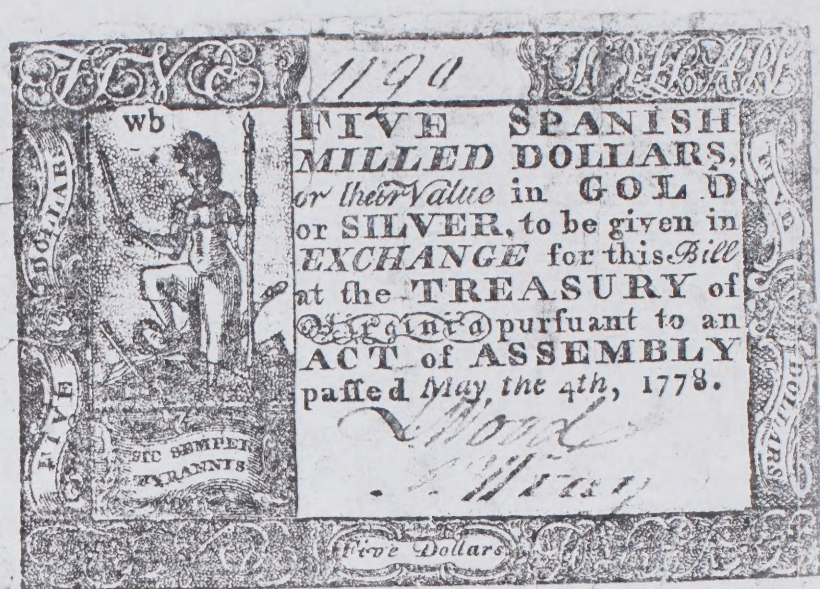 FIVE DOLLARS
1190
DOLLARS
FIVE
wb
FIVE SPANISH
MILLED DOLLARS,
or their Value in GOLD
or SILVER, to be given in
EXCHANGE for this Bill
at the TREASURY of
Virginia purſuant to an
ACT of ASSEMBLY
paſſed May, the 4th, 1778.
SIC SEMPER
TYRANNIS
FIVE
DOLLARS
Wray
Five Dollars